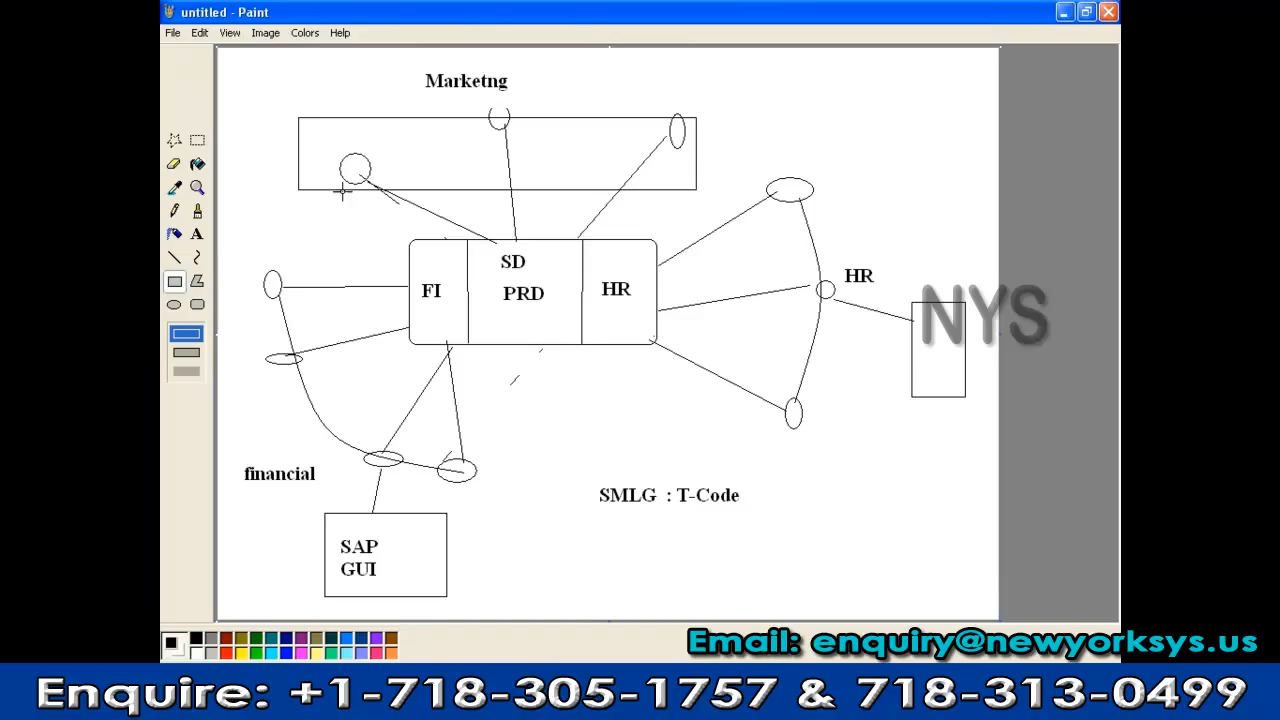 untitled - Paint
File Edit View Image Colors Help
Marketng
SD
FI PRD HR
HR
NYS
financial
SMLG : T-Code
SAP
GUI
Email: enquiry@newyorksys.us
Enquire: +1-718-305-1757 & 718-313-0499